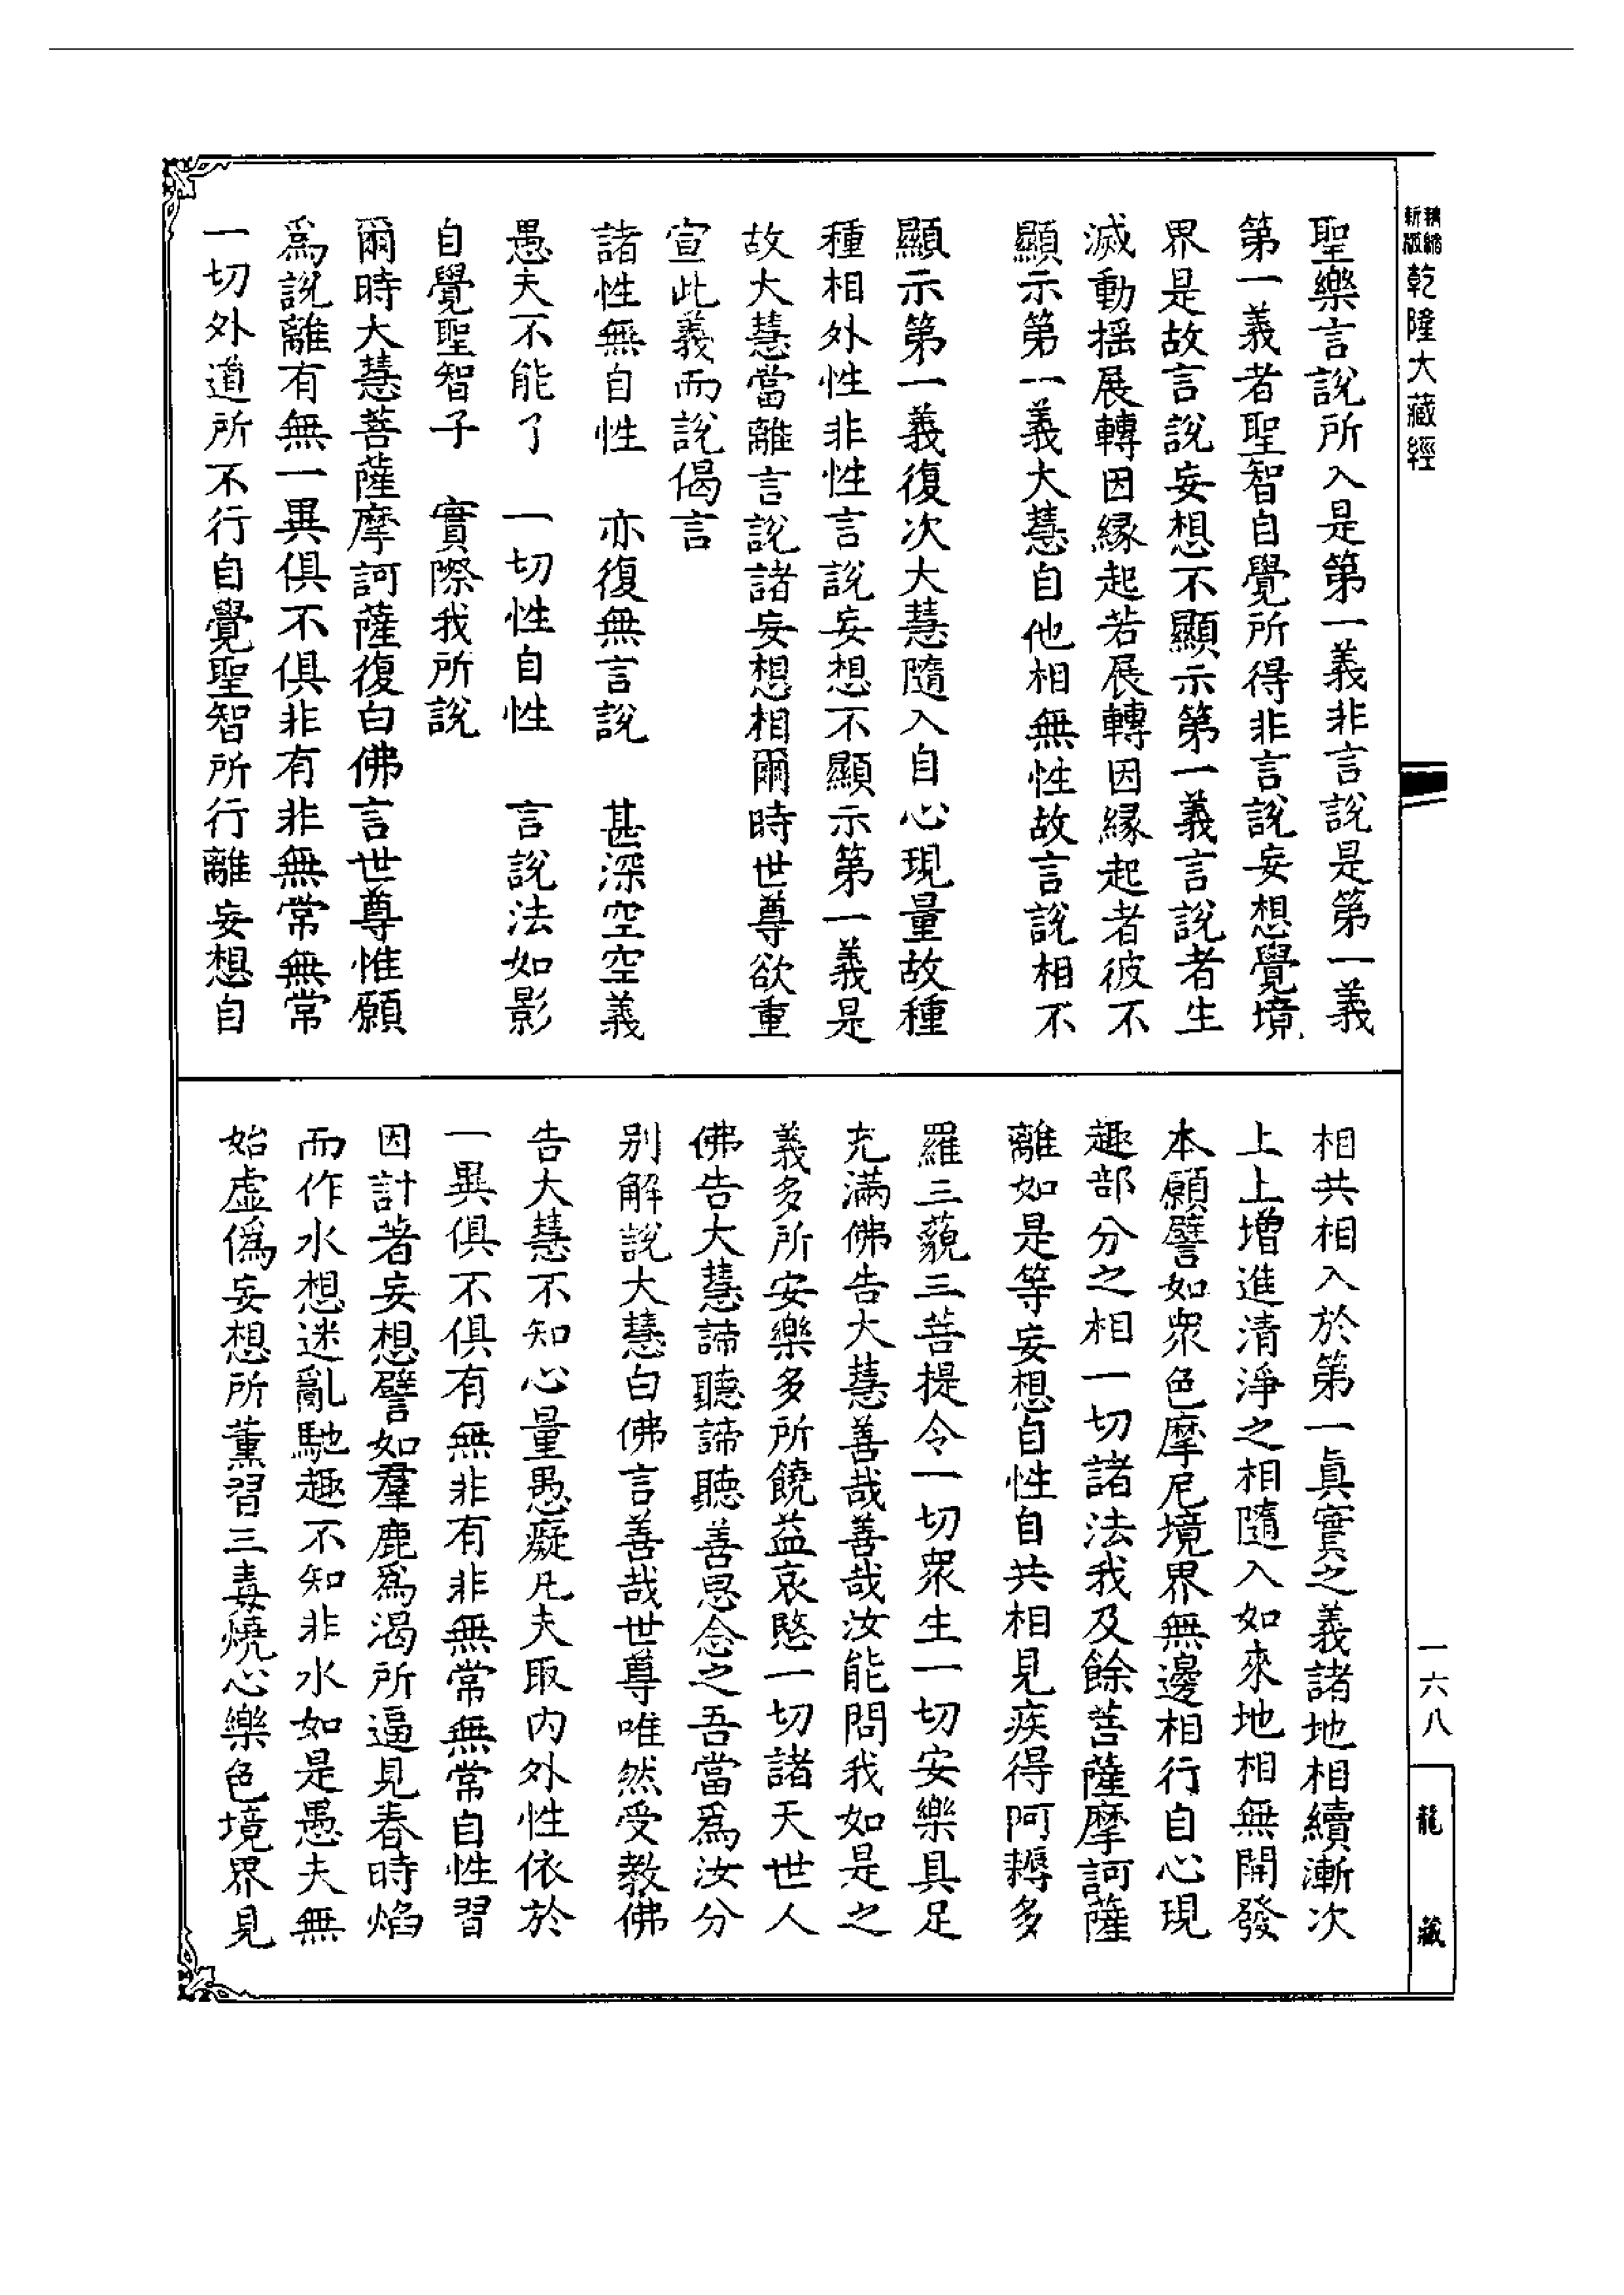 精縮新版乾隆大藏經
聖樂言說所入是第一義非言說是第一義
第一義者聖智自覺所得非言說妄想覺境
界是故言說妄想不顯示第一義言說者生
滅動搖展轉因緣起若展轉因緣起者彼不
顯示第一義大慧自他相無性故言說相不
顯示第一義復次大慧隨入自心現量故種
種相外性非性言說妄想不顯示第一義是
故大慧當離言說諸妄想相爾時世尊欲重
宣此義而說偈言
諸性無自性　亦復無言說　甚深空空義
愚夫不能了　一切性自性　言說法如影
自覺聖智子　實際我所說
爾時大慧菩薩摩訶薩復白佛言世尊惟願
爲說離有無一異俱不俱非有非無常無常
一切外道所不行自覺聖智所行離妄想自
相共相入於第一眞實之義諸地相續漸次
上上增進清淨之相隨入如來地相無開發
本願譬如衆色摩尼境界無邊相行自心現
趣部分之相一切諸法我及餘菩薩摩訶薩
離如是等妄想自性自共相見疾得阿耨多
羅三藐三菩提令一切衆生一切安樂具足
充滿佛告大慧善哉善哉汝能問我如是之
義多所安樂多所饒益哀愍一切諸天世人
佛告大慧諦聽諦聽善思念之吾當爲汝分
別解說大慧白佛言善哉世尊唯然受教佛
告大慧不知心量愚癡凡夫取內外性依於
一異俱不俱有無非有非無常無常自性習
因計著妄想譬如羣鹿爲渴所逼見春時焰
而作水想迷亂馳趣不知非水如是愚夫無
始虛僞妄想所薰習三毒燒心樂色境界見
一六八
龍藏